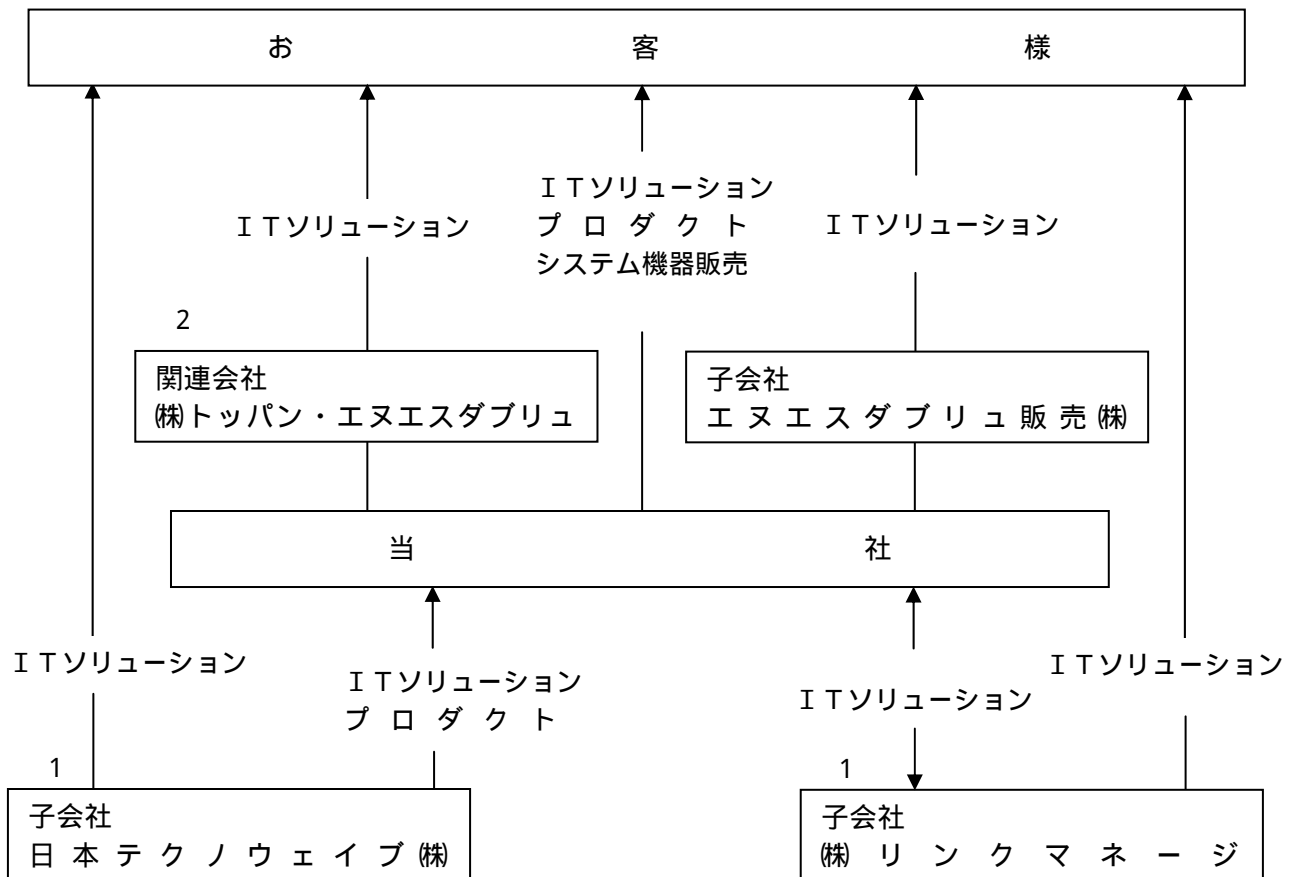 お客様
ＩＴソリューション
プロダクト
システム機器販売
ＩＴソリューション
ＩＴソリューション
2
関連会社
㈱トッパン・エヌエスダブリュ
子会社
エヌエスダブリュ販売㈱
当社
ＩＴソリューション
ＩＴソリューション
プロダクト
ＩＴソリューション
ＩＴソリューション
1
子会社
日本テクノウェイブ㈱
1
子会社
㈱リンクマネージ